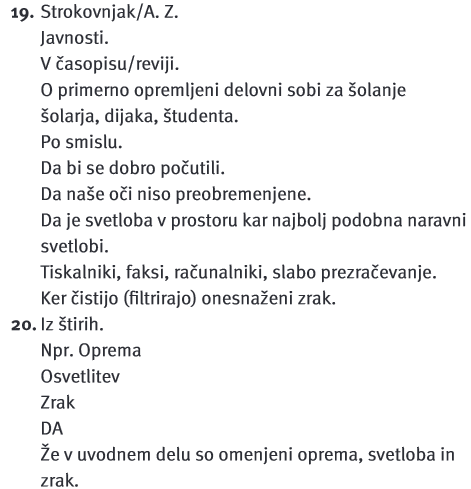 19. Strokovnjak/A. Z.
Javnosti.
V časopisu/reviji.
O primerno opremljeni delovni sobi za šolanje
šolarja, dijaka, študenta.
Po smislu.
Da bi se dobro počutili.
Da naše oči niso preobremenjene.
Da je svetloba v prostoru kar najbolj podobna naravni
svetlobi.
Tiskalniki, faksi, računalniki, slabo prezračevanje.
Ker čistijo (filtrirajo) onesnaženi zrak.
20. Iz štirih.
Npr. Oprema
Osvetlitev
Zrak
DA
Že v uvodnem delu so omenjeni oprema, svetloba in
zrak.